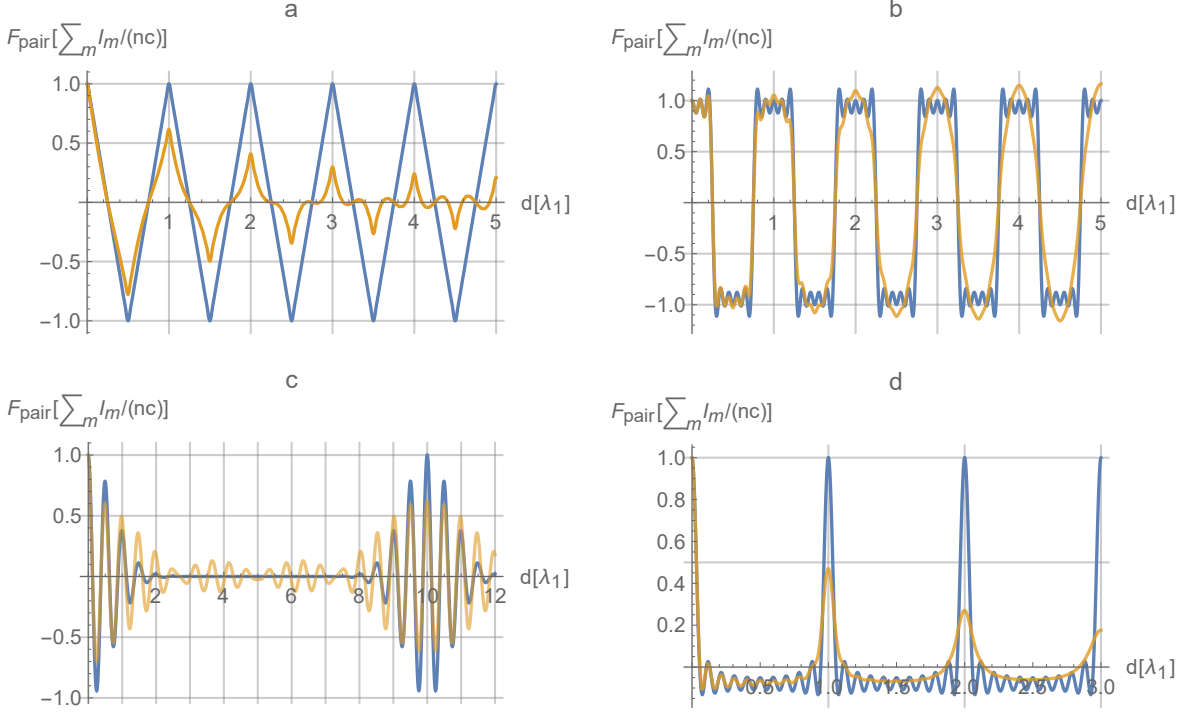 a
F_pair[∑_m I_m/(nc)]
1.0
0.5
−0.5
−1.0
1 2 3 4 5
d[λ₁]
b
F_pair[∑_m I_m/(nc)]
1.0
0.5
−0.5
−1.0
1 2 3 4 5
d[λ₁]
c
F_pair[∑_m I_m/(nc)]
1.0
0.5
−0.5
−1.0
2 4 6 8 10 12
d[λ₁]
d
F_pair[∑_m I_m/(nc)]
1.0
0.8
0.6
0.4
0.2
0.5 1.0 1.5 2.0 2.5 3.0
d[λ₁]